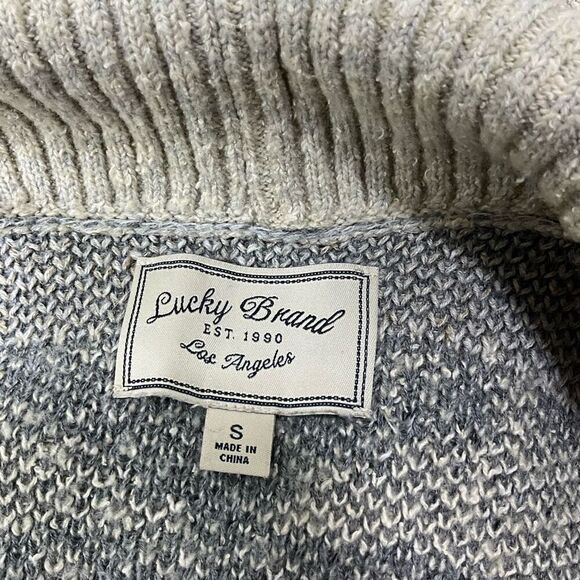 Lucky Brand
EST. 1990
Los Angeles
S
MADE IN
CHINA